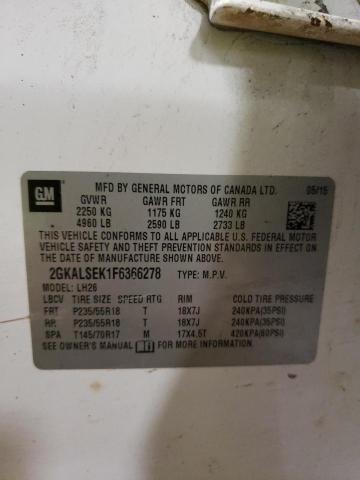 GM
MFD BY GENERAL MOTORS OF CANADA LTD. 05/15
GVWR GAWR FRT GAWR RR
2250 KG 1175 KG 1240 KG
4960 LB 2590 LB 2733 LB
THIS VEHICLE CONFORMS TO ALL APPLICABLE U.S. FEDERAL MOTOR
VEHICLE SAFETY AND THEFT PREVENTION STANDARDS IN EFFECT ON
THE DATE OF MANUFACTURE SHOWN ABOVE.
2GKALSEK1F6366278 TYPE: M.P.V.
MODEL: LH26
LBCV TIRE SIZE SPEED RTG RIM COLD TIRE PRESSURE
FRT P235/55R18 T 18X7J 240KPA(35PSI)
RR P235/55R18 T 18X7J 240KPA(35PSI)
SPA T145/70R17 M 17X4.5T 420KPA(60PSI)
SEE OWNER'S MANUAL FOR MORE INFORMATION